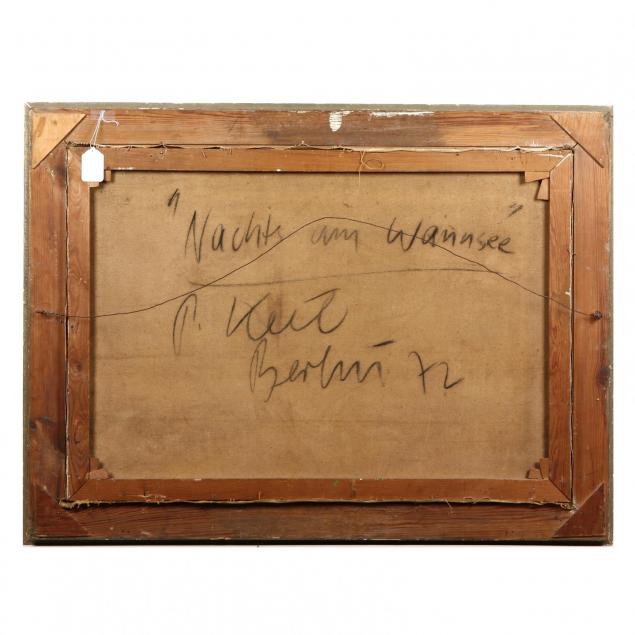 "Nachts am Wannsee"
P. Keil
Berlin 72